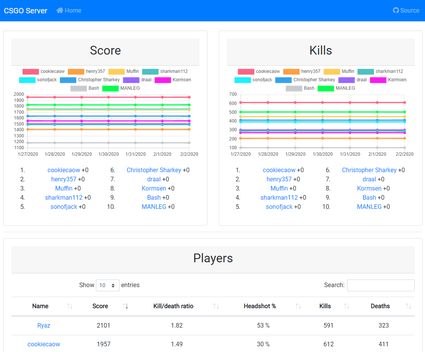 CSGO Server Home Source
Score
cookiecaow henry357 Muffin sharkman112
sonofjack Christopher Sharkey draal Kormsen
Bash MANLEG
2000
1900
1800
1700
1600
1500
1400
1300
1200
1100
1/27/2020 1/28/2020 1/29/2020 1/30/2020 1/31/2020 2/1/2020 2/2/2020
1. cookiecaow +0 6. Christopher Sharkey +0
2. henry357 +0 7. draal +0
3. Muffin +0 8. Kormsen +0
4. sharkman112 +0 9. Bash +0
5. sonofjack +0 10. MANLEG +0
Kills
cookiecaow henry357 Muffin sharkman112
sonofjack Christopher Sharkey draal Kormsen
Bash MANLEG
700
600
500
400
300
200
100
1/27/2020 1/28/2020 1/29/2020 1/30/2020 1/31/2020 2/1/2020 2/2/2020
1. cookiecaow +0 6. Christopher Sharkey +0
2. henry357 +0 7. draal +0
3. Muffin +0 8. Kormsen +0
4. sharkman112 +0 9. Bash +0
5. sonofjack +0 10. MANLEG +0
Players
Show 10 entries Search:
Name Score Kill/death ratio Headshot % Kills Deaths
Ryaz 2101 1.82 53 % 591 323
cookiecaow 1957 1.49 30 % 612 411